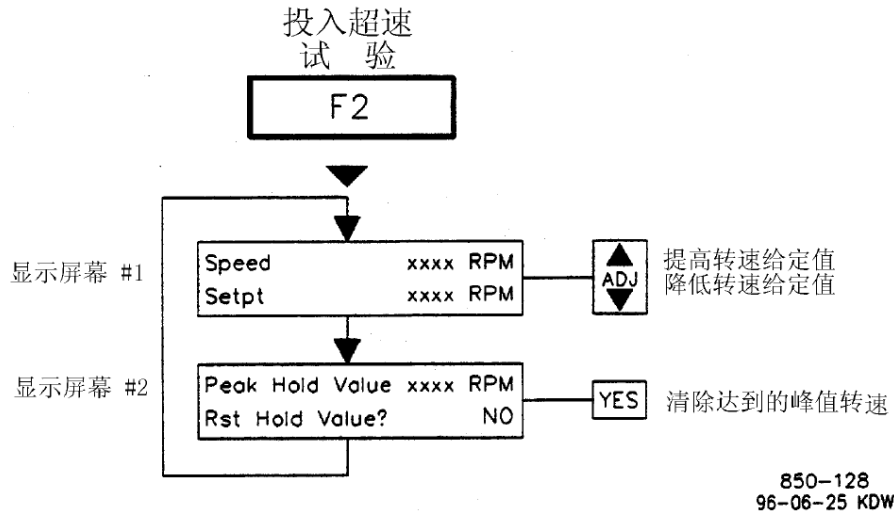 投入超速
试 验
F2
显示屏幕 #1
Speed xxxx RPM
Setpt xxxx RPM
ADJ
提高转速给定值
降低转速给定值
显示屏幕 #2
Peak Hold Value xxxx RPM
Rst Hold Value? NO
YES
清除达到的峰值转速
850-128
96-06-25 KDW